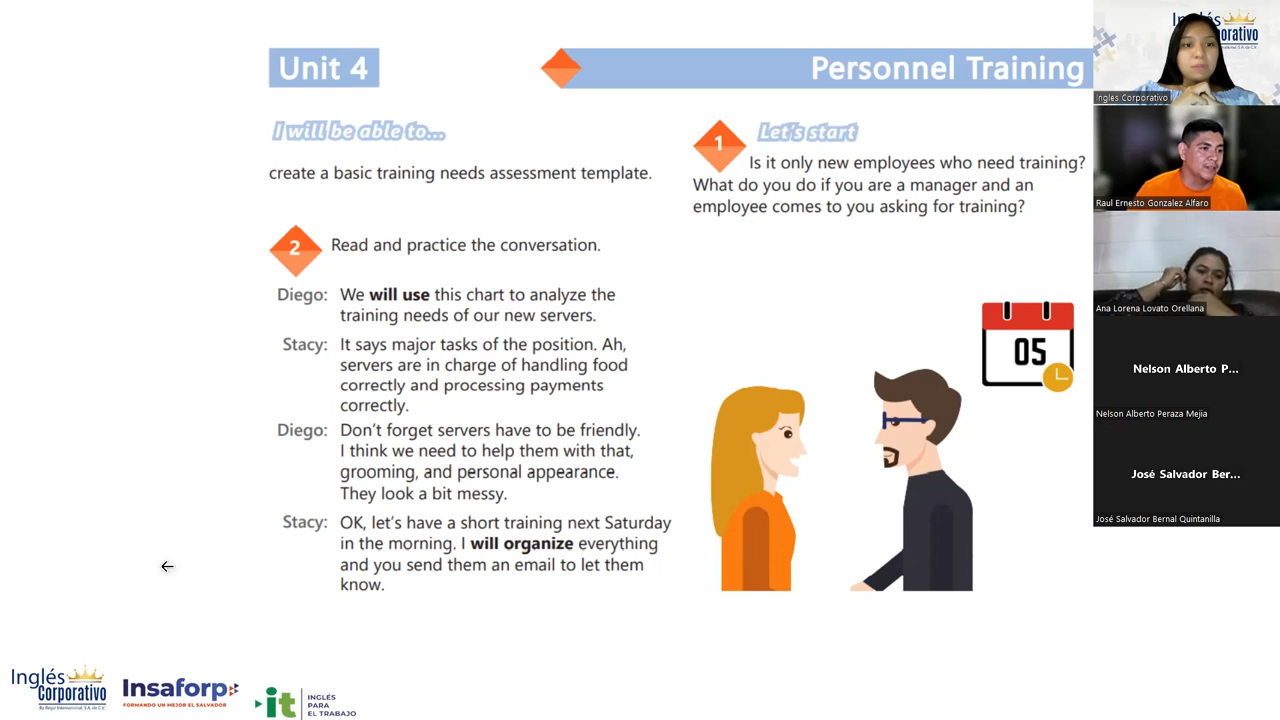 Unit 4
Personnel Training
I will be able to...
create a basic training needs assessment template.
1
Let's start
Is it only new employees who need training?
What do you do if you are a manager and an
employee comes to you asking for training?
2
Read and practice the conversation.
Diego: We will use this chart to analyze the
training needs of our new servers.
Stacy: It says major tasks of the position. Ah,
servers are in charge of handling food
correctly and processing payments
correctly.
Diego: Don't forget servers have to be friendly.
I think we need to help them with that,
grooming, and personal appearance.
They look a bit messy.
Stacy: OK, let's have a short training next Saturday
in the morning. I will organize everything
and you send them an email to let them
know.
05
Inglés
Corporativo
By Regal International, S.A. de C.V.
Insaforp
FORMANDO UN MEJOR EL SALVADOR
it
INGLÉS
PARA
EL TRABAJO
Inglés
orativo
Ingles Corporativo
Raul Ernesto Gonzalez Alfaro
Ana Lorena Lovato Orellana
Nelson Alberto P...
Nelson Alberto Peraza Mejia
José Salvador Ber...
José Salvador Bernal Quintanilla